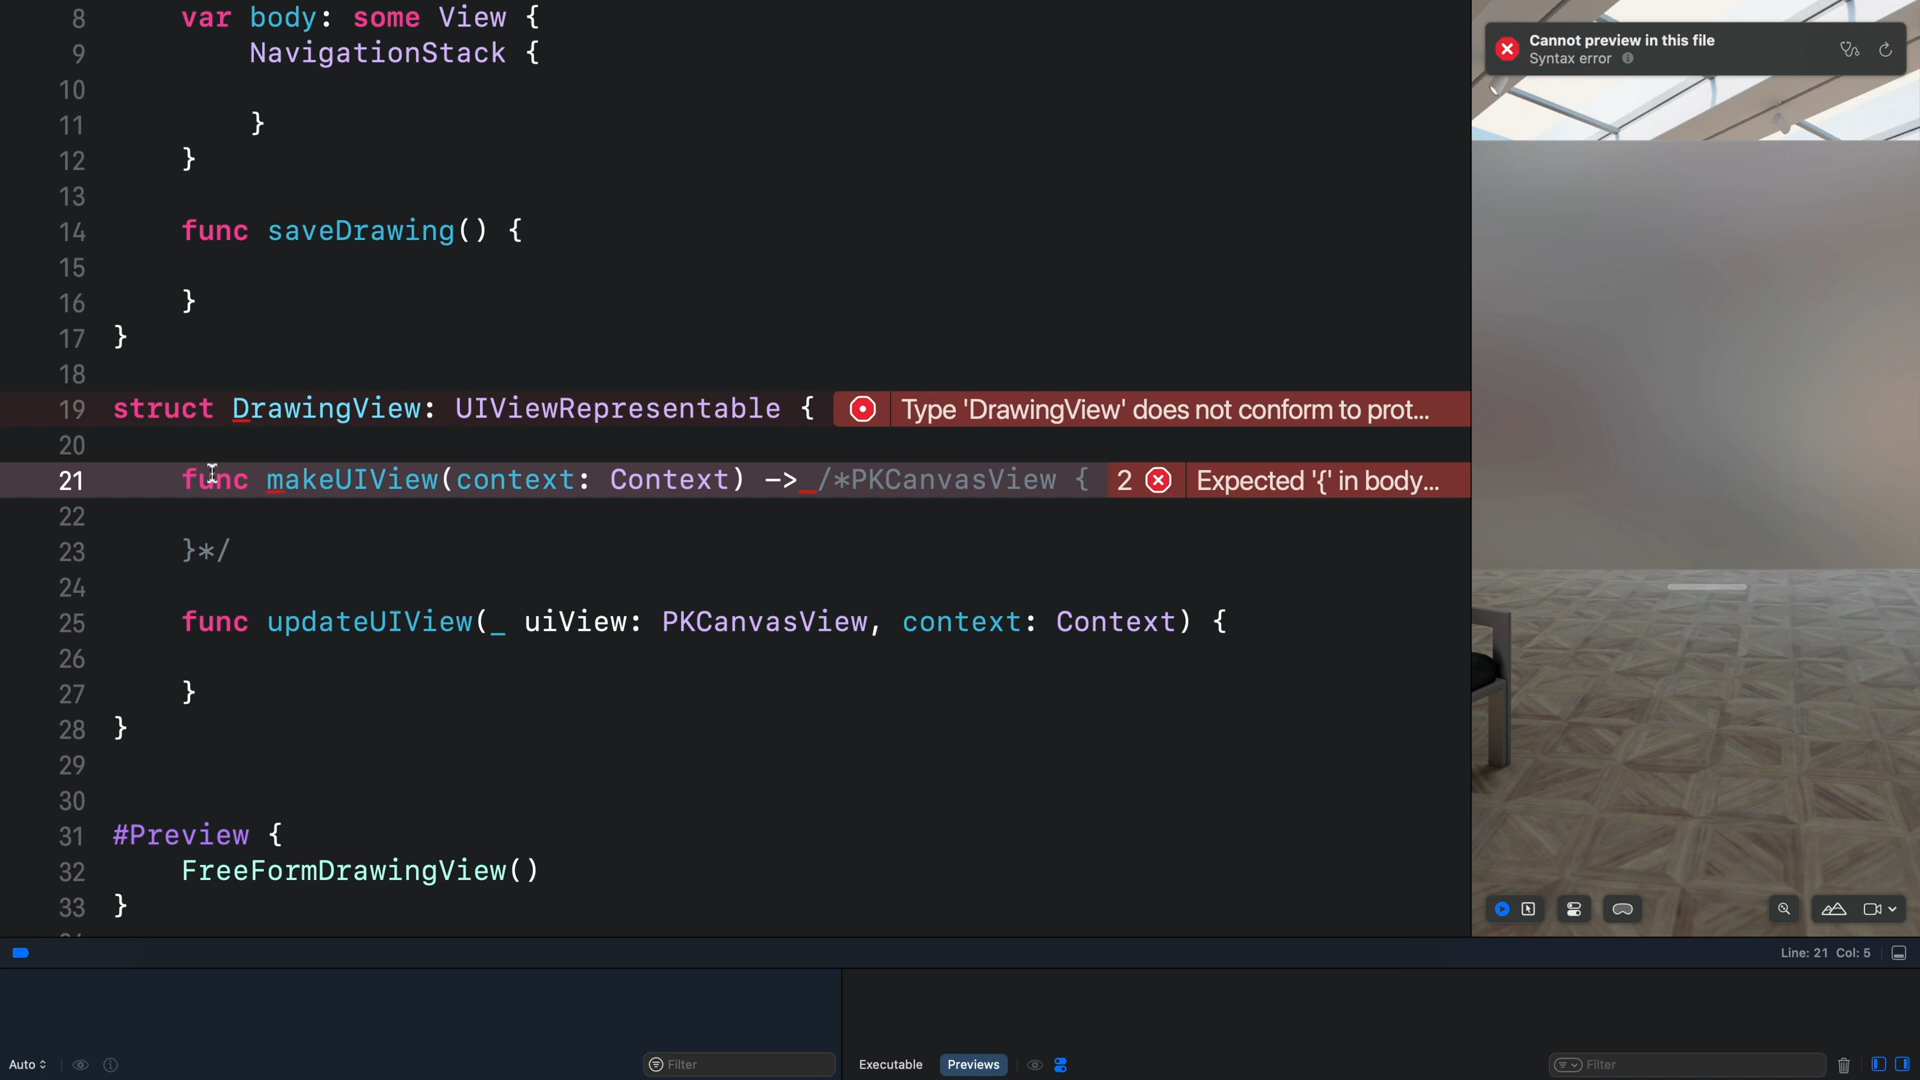 8 var body: some View {
9 NavigationStack {
10
11 }
12 }
13
14 func saveDrawing() {
15
16 }
17 }
18
19 struct DrawingView: UIViewRepresentable { Type 'DrawingView' does not conform to prot...
20
21 func makeUIView(context: Context) -> /*PKCanvasView { 2 Expected '{' in body...
22
23 }*/
24
25 func updateUIView(_ uiView: PKCanvasView, context: Context) {
26
27 }
28 }
29
30
31 #Preview {
32 FreeFormDrawingView()
33 }
Cannot preview in this file
Syntax error
Line: 21 Col: 5
Auto
Filter
Executable
Previews
Filter